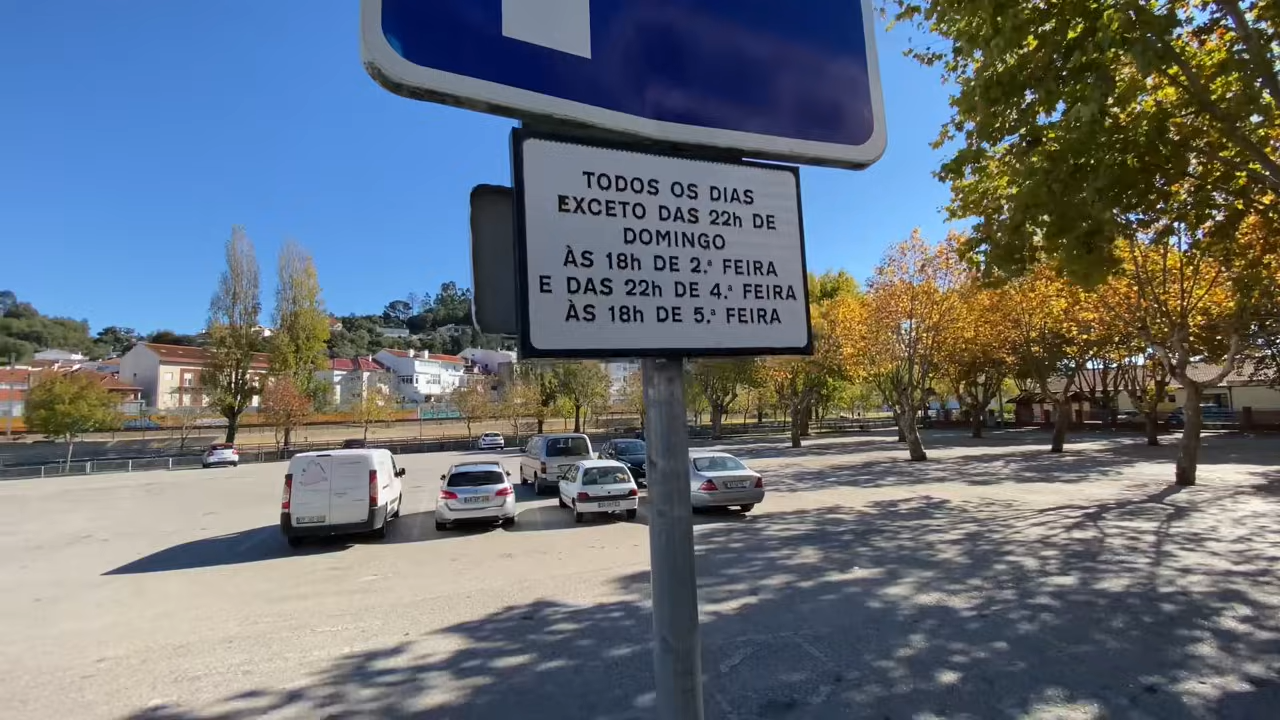 TODOS OS DIAS
EXCETO DAS 22h DE
DOMINGO
ÀS 18h DE 2.ª FEIRA
E DAS 22h DE 4.ª FEIRA
ÀS 18h DE 5.ª FEIRA